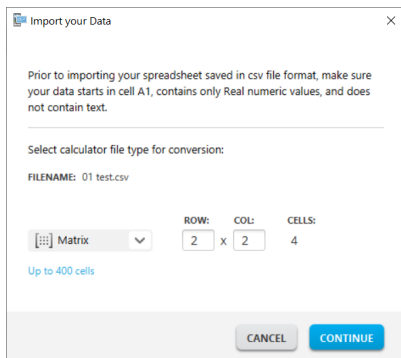 Import your Data
Prior to importing your spreadsheet saved in csv file format, make sure
your data starts in cell A1, contains only Real numeric values, and does
not contain text.
Select calculator file type for conversion:
FILENAME: 01 test.csv
ROW: COL: CELLS:
Matrix 2 x 2 4
Up to 400 cells
CANCEL CONTINUE